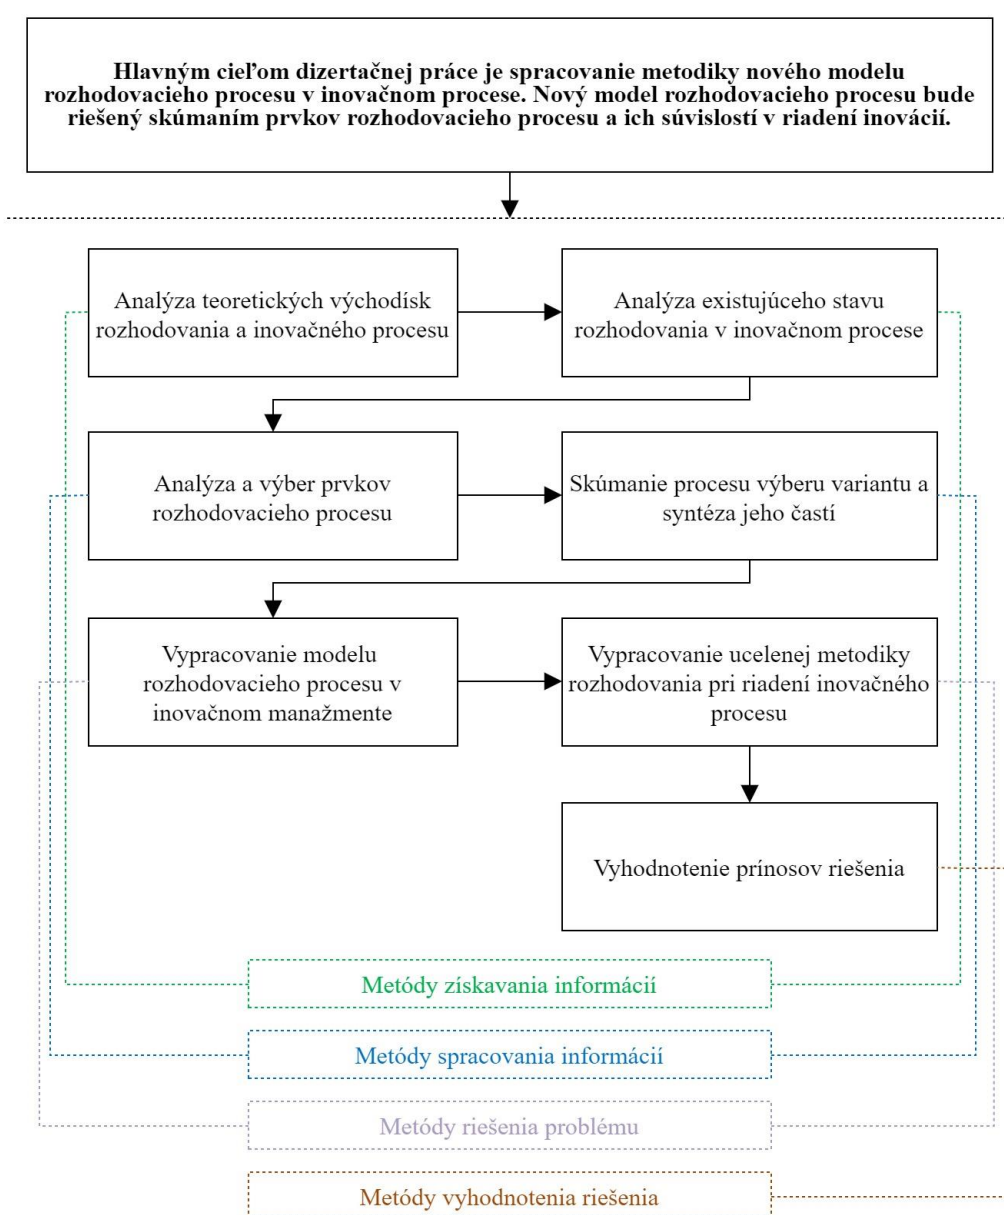 Hlavným cieľom dizertačnej práce je spracovanie metodiky nového modelu
rozhodovacieho procesu v inovačnom procese. Nový model rozhodovacieho procesu bude
riešený skúmaním prvkov rozhodovacieho procesu a ich súvislostí v riadení inovácií.
Analýza teoretických východísk
rozhodovania a inovačného procesu
Analýza existujúceho stavu
rozhodovania v inovačnom procese
Analýza a výber prvkov
rozhodovacieho procesu
Skúmanie procesu výberu variantu a
syntéza jeho častí
Vypracovanie modelu
rozhodovacieho procesu v
inovačnom manažmente
Vypracovanie ucelenej metodiky
rozhodovania pri riadení inovačného
procesu
Vyhodnotenie prínosov riešenia
Metódy získavania informácií
Metódy spracovania informácií
Metódy riešenia problému
Metódy vyhodnotenia riešenia